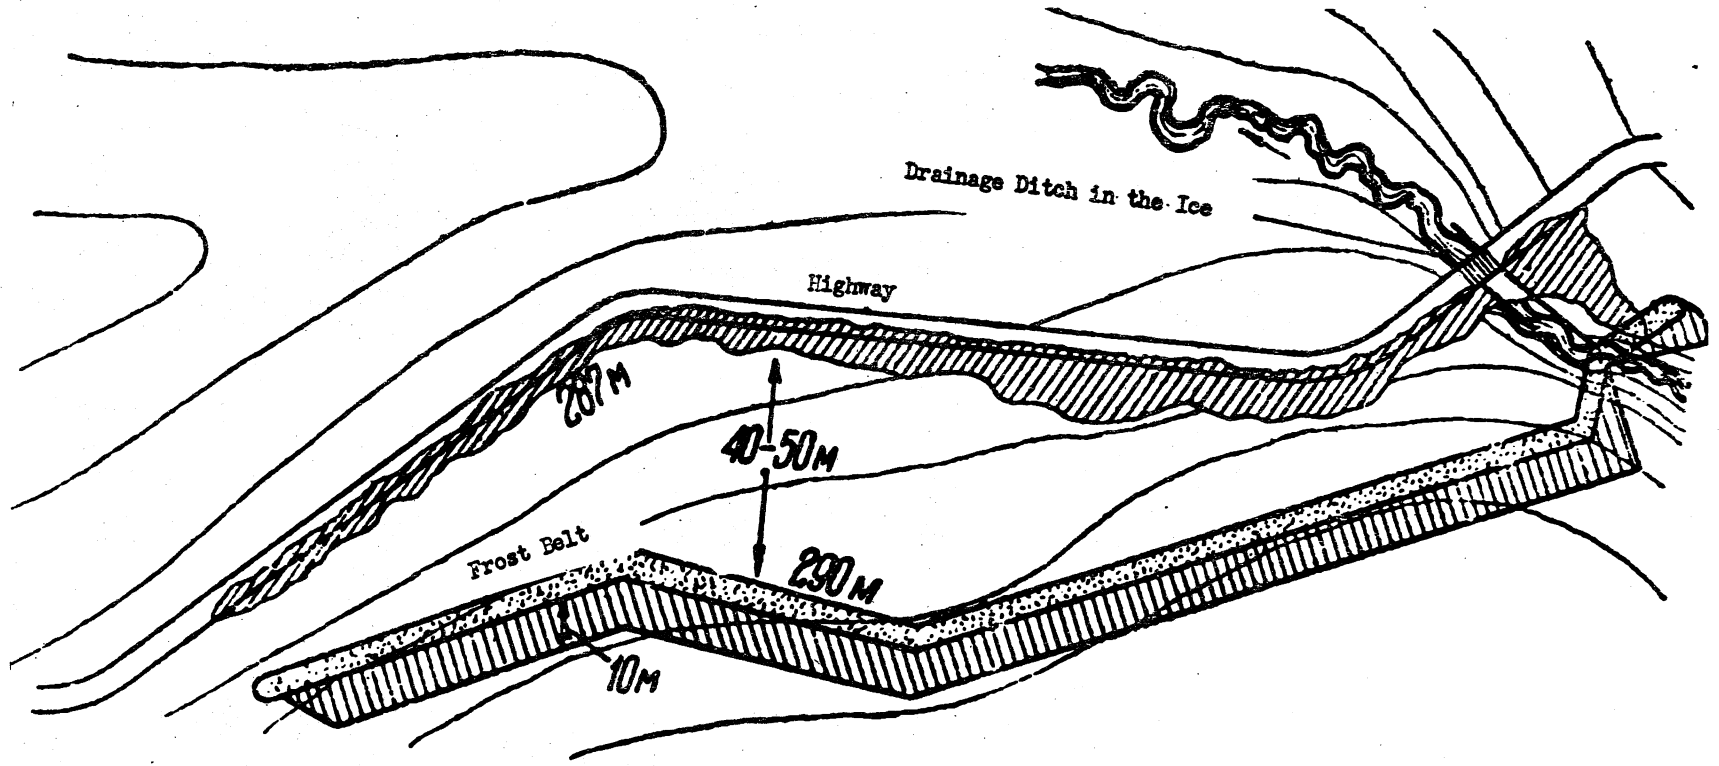 Drainage Ditch in the Ice
Highway
287 м
40-50 м
Frost Belt
290 м
10 м